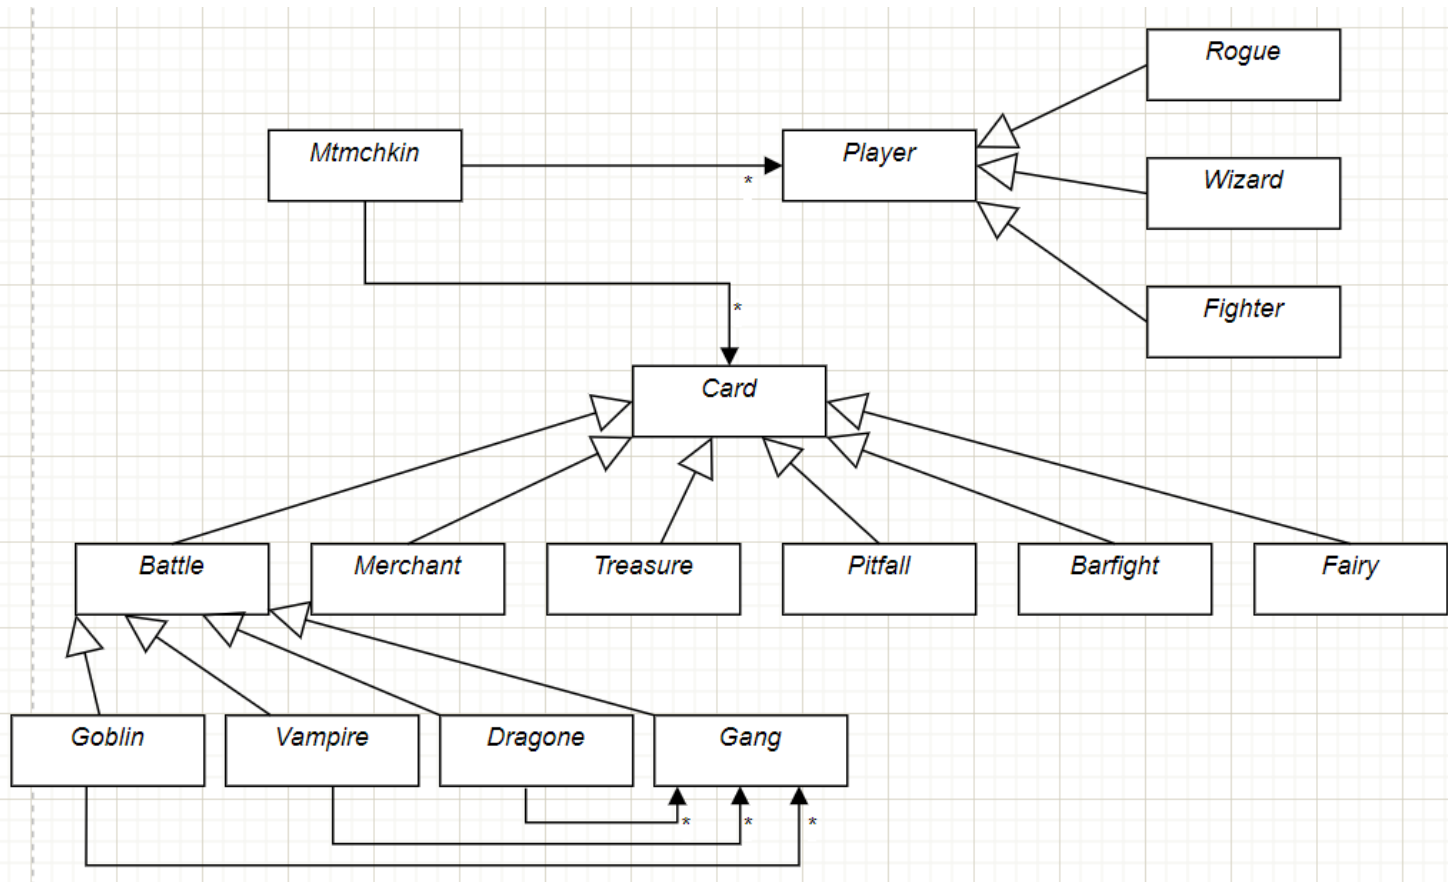 Rogue
Mtmchkin
Player
*
Wizard
Fighter
*
Card
Battle
Merchant
Treasure
Pitfall
Barfight
Fairy
Goblin
Vampire
Dragone
Gang
*
*
*